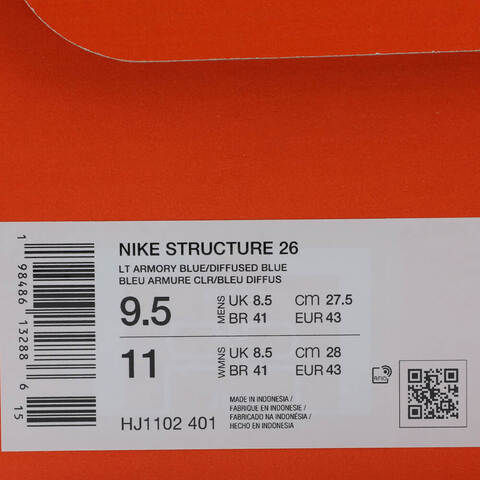 NIKE STRUCTURE 26
LT ARMORY BLUE/DIFFUSED BLUE
BLEU ARMURE CLR/BLEU DIFFUS
9.5 MENS UK 8.5 CM 27.5
BR 41 EUR 43
11 WMNS UK 8.5 CM 28
BR 41 EUR 43
RFID
HJ1102 401
MADE IN INDONESIA /
FABRIQUE EN INDONESIE /
FABRICADO NA INDONÉSIA /
HECHO EN INDONESIA
1 98486 13288 6 15